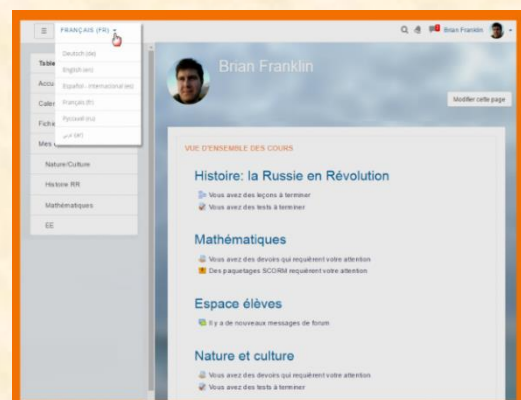 FRANÇAIS (FR)
Brian Franklin
Deutsch (de)
English (en)
Español - Internacional (es)
Français (fr)
Русский (ru)
عربي (ar)
Table
Accu
Calen
Fichie
Mes
Nature/Culture
Histoire RR
Mathématiques
EE
Brian Franklin
Modifier cette page
VUE D'ENSEMBLE DES COURS
Histoire: la Russie en Révolution
Vous avez des leçons à terminer
Vous avez des tests à terminer
Mathématiques
Vous avez des devoirs qui requièrent votre attention
Des paquetages SCORM requièrent votre attention
Espace élèves
Il y a de nouveaux messages de forum
Nature et culture
Vous avez des devoirs qui requièrent votre attention
Vous avez des tests à terminer